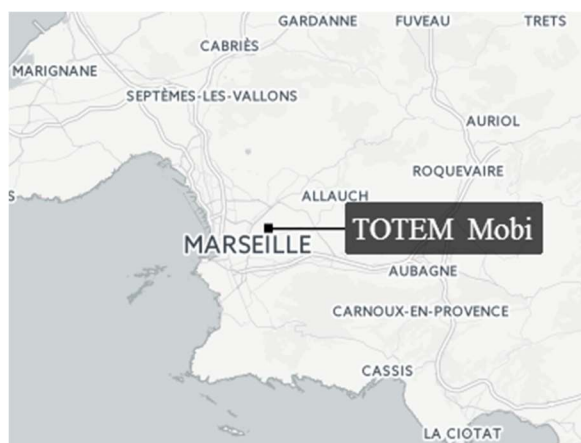 GARDANNE
FUVEAU
TRETS
CABRIÈS
MARIGNANE
SEPTÈMES-LES-VALLONS
AURIOL
ROQUEVAIRE
S
ALLAUCH
TOTEM Mobi
MARSEILLE
AUBAGNE
CARNOUX-EN-PROVENCE
CASSIS
LA CIOTAT